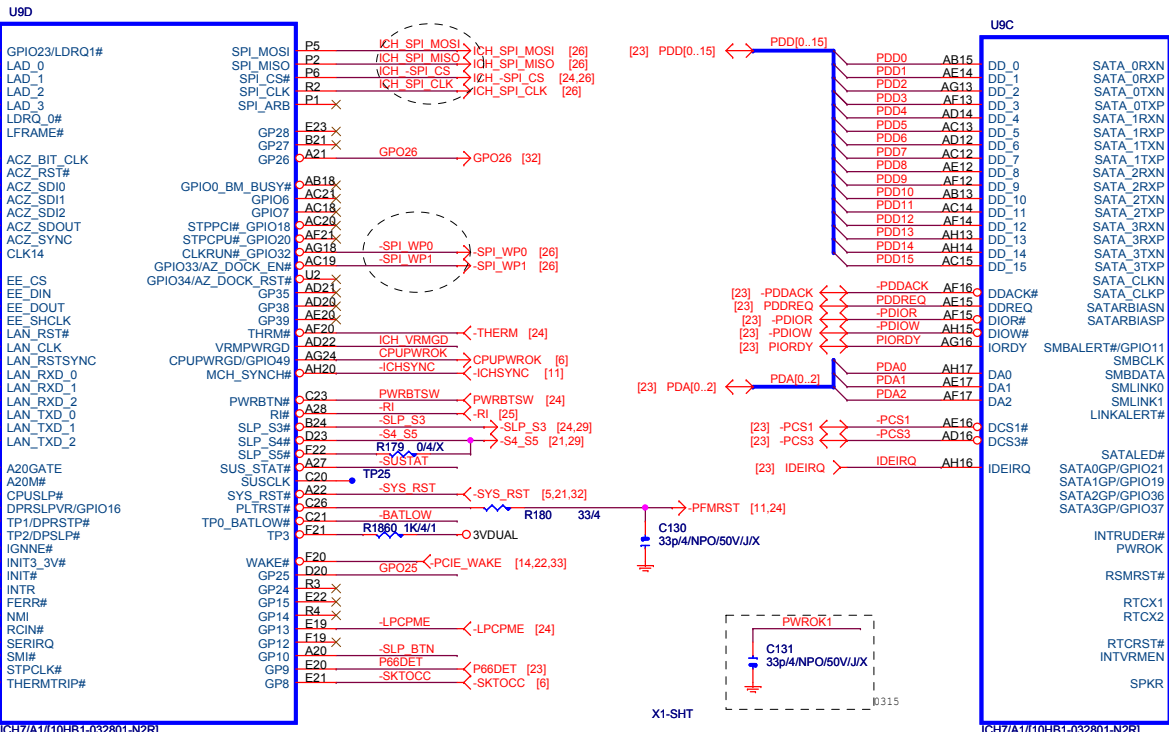 U9D
GPIO23/LDRQ1#
LAD_0
LAD_1
LAD_2
LAD_3
LDRQ_0#
LFRAME#
ACZ_BIT_CLK
ACZ_RST#
ACZ_SDI0
ACZ_SDI1
ACZ_SDI2
ACZ_SDOUT
ACZ_SYNC
CLK14
EE_CS
EE_DIN
EE_DOUT
EE_SHCLK
LAN_RST#
LAN_CLK
LAN_RSTSYNC
LAN_RXD_0
LAN_RXD_1
LAN_RXD_2
LAN_TXD_0
LAN_TXD_1
LAN_TXD_2
A20GATE
A20M#
CPUSLP#
DPRSLPVR/GPIO16
TP1/DPRSTP#
TP2/DPSLP#
IGNNE#
INIT3_3V#
INIT#
INTR
FERR#
NMI
RCIN#
SERIRQ
SMI#
STPCLK#
THERMTRIP#
SPI_MOSI P5 ICH_SPI_MOSI ICH_SPI_MOSI [26]
SPI_MISO P2 ICH_SPI_MISO ICH_SPI_MISO [26]
SPI_CS# P6 ICH_-SPI_CS ICH_-SPI_CS [24,26]
SPI_CLK R2 ICH_SPI_CLK ICH_SPI_CLK [26]
SPI_ARB P1
GP28 E23
GP27 B21
GP26 A21 GPO26 GPO26 [32]
GPIO0_BM_BUSY# AB18
GPIO6 AC21
GPIO7 AC18
STPPCI#_GPIO18 AC20
STPCPU#_GPIO20 AF21
CLKRUN#_GPIO32 AG18 -SPI_WP0 -SPI_WP0 [26]
GPIO33/AZ_DOCK_EN# AC19 -SPI_WP1 -SPI_WP1 [26]
GPIO34/AZ_DOCK_RST# U2
GP35 AD21
GP38 AD20
GP39 AE20
THRM# AF20 -THERM [24]
VRMPWRGD AD22 ICH_VRMGD
CPUPWRGD/GPIO49 AG24 CPUPWROK CPUPWROK [6]
MCH_SYNCH# AH20 -ICHSYNC -ICHSYNC [11]
PWRBTN# C23 PWRBTSW PWRBTSW [24]
RI# A28 -RI -RI [25]
SLP_S3# B24 -SLP_S3 -SLP_S3 [24,29]
SLP_S4# D23 -S4_S5 -S4_S5 [21,29]
SLP_S5# F22 R179 0/4/X
SUS_STAT# A27 -SUSTAT
SUSCLK C20 TP25
SYS_RST# A22 -SYS_RST -SYS_RST [5,21,32]
PLTRST# C26 R180 33/4 -PFMRST [11,24]
TP0_BATLOW# C21 -BATLOW
TP3 F21 R1860 1K/4/1 3VDUAL
C130
33p/4/NPO/50V/J/X
WAKE# F20 -PCIE_WAKE [14,22,33]
GP25 D20 GPO25
GP24 R3
GP15 E22
GP14 R4
GP13 E19 -LPCPME -LPCPME [24]
GP12 F19
GP10 A20 -SLP_BTN
GP9 E20 P66DET P66DET [23]
GP8 E21 -SKTOCC -SKTOCC [6]
ICH7/A1/[10HB1-032801-N2R]
PWROK1
C131
33p/4/NPO/50V/J/X
0315
X1-SHT
U9C
[23] PDD[0..15] PDD[0..15]
PDD0 AB15 DD_0
PDD1 AE14 DD_1
PDD2 AG13 DD_2
PDD3 AF13 DD_3
PDD4 AD14 DD_4
PDD5 AC13 DD_5
PDD6 AD12 DD_6
PDD7 AC12 DD_7
PDD8 AE12 DD_8
PDD9 AF12 DD_9
PDD10 AB13 DD_10
PDD11 AC14 DD_11
PDD12 AF14 DD_12
PDD13 AH13 DD_13
PDD14 AH14 DD_14
PDD15 AC15 DD_15
[23] -PDDACK -PDDACK AF16 DDACK#
[23] PDDREQ PDDREQ AE15 DDREQ
[23] -PDIOR -PDIOR AF15 DIOR#
[23] -PDIOW -PDIOW AH15 DIOW#
[23] PIORDY PIORDY AG16 IORDY
[23] PDA[0..2] PDA[0..2]
PDA0 AH17 DA0
PDA1 AE17 DA1
PDA2 AF17 DA2
[23] -PCS1 -PCS1 AE16 DCS1#
[23] -PCS3 -PCS3 AD16 DCS3#
[23] IDEIRQ IDEIRQ AH16 IDEIRQ
SATA_0RXN
SATA_0RXP
SATA_0TXN
SATA_0TXP
SATA_1RXN
SATA_1RXP
SATA_1TXN
SATA_1TXP
SATA_2RXN
SATA_2RXP
SATA_2TXN
SATA_2TXP
SATA_3RXN
SATA_3RXP
SATA_3TXN
SATA_3TXP
SATA_CLKN
SATA_CLKP
SATARBIASN
SATARBIASP
SMBALERT#/GPIO11
SMBCLK
SMBDATA
SMLINK0
SMLINK1
LINKALERT#
SATALED#
SATA0GP/GPIO21
SATA1GP/GPIO19
SATA2GP/GPIO36
SATA3GP/GPIO37
INTRUDER#
PWROK
RSMRST#
RTCX1
RTCX2
RTCRST#
INTVRMEN
SPKR
ICH7/A1/[10HB1-032801-N2R]